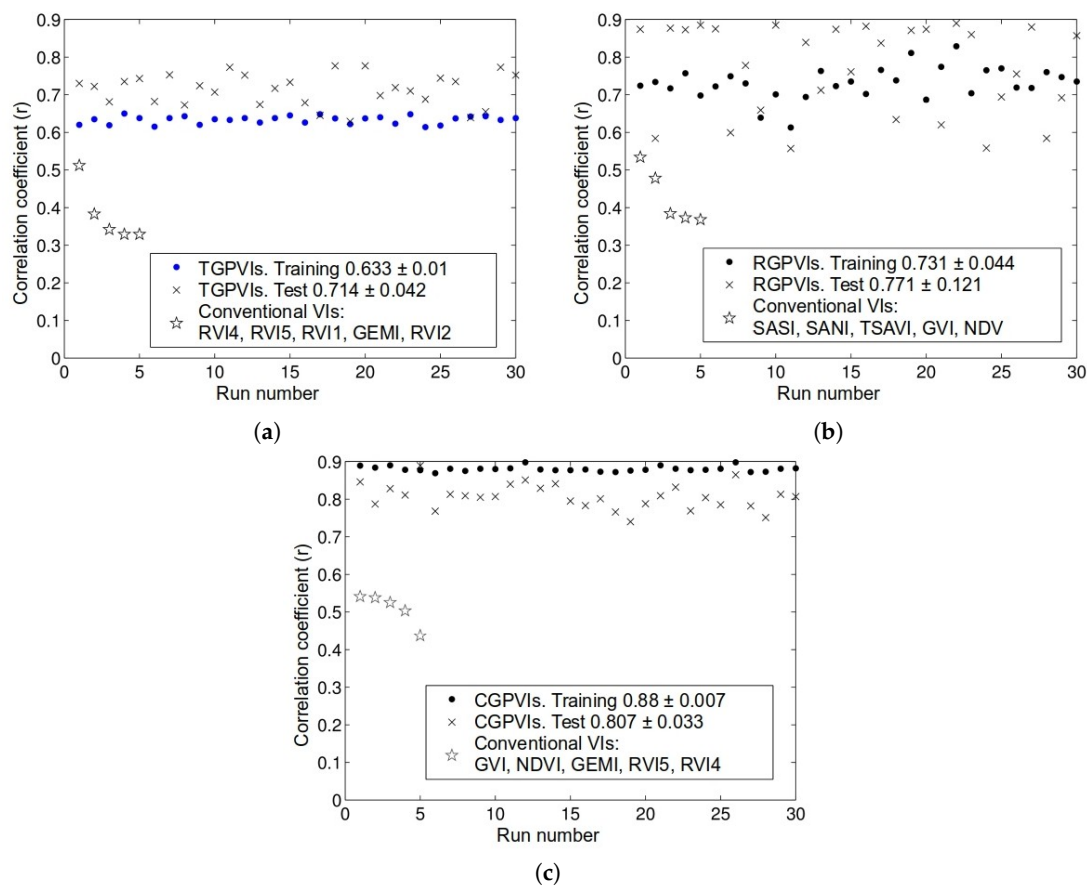 0.9
0.8
0.7
0.6
0.5
0.4
0.3
0.2
0.1
0
Correlation coefficient (r)
TGPVIs. Training 0.633 ± 0.01
TGPVIs. Test 0.714 ± 0.042
Conventional VIs:
RVI4, RVI5, RVI1, GEMI, RVI2
0 5 10 15 20 25 30
Run number
(a)
0.9
0.8
0.7
0.6
0.5
0.4
0.3
0.2
0.1
0
Correlation coefficient (r)
RGPVIs. Training 0.731 ± 0.044
RGPVIs. Test 0.771 ± 0.121
Conventional VIs:
SASI, SANI, TSAVI, GVI, NDV
0 5 10 15 20 25 30
Run number
(b)
0.9
0.8
0.7
0.6
0.5
0.4
0.3
0.2
0.1
0
Correlation coefficient (r)
CGPVIs. Training 0.88 ± 0.007
CGPVIs. Test 0.807 ± 0.033
Conventional VIs:
GVI, NDVI, GEMI, RVI5, RVI4
0 5 10 15 20 25 30
Run number
(c)